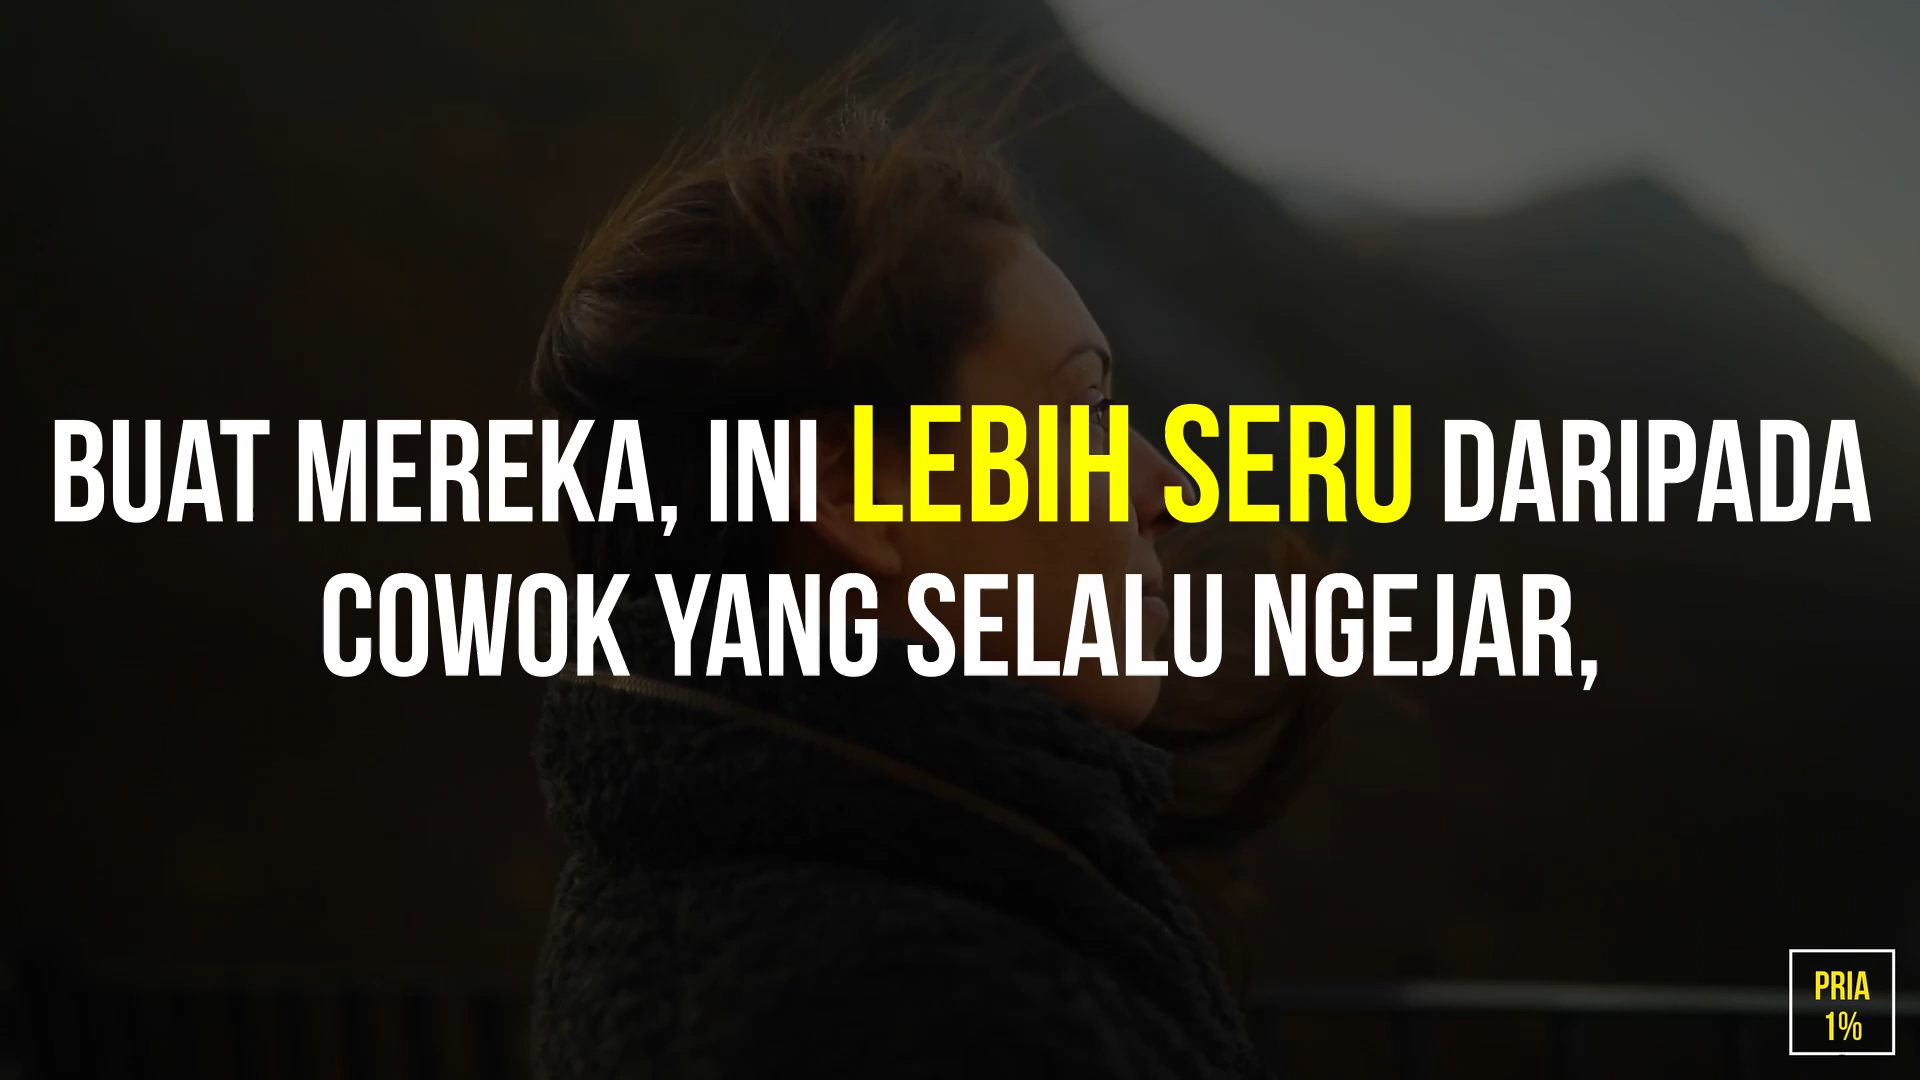 BUAT MEREKA, INI LEBIH SERU DARIPADA
COWOK YANG SELALU NGEJAR,
PRIA
1%